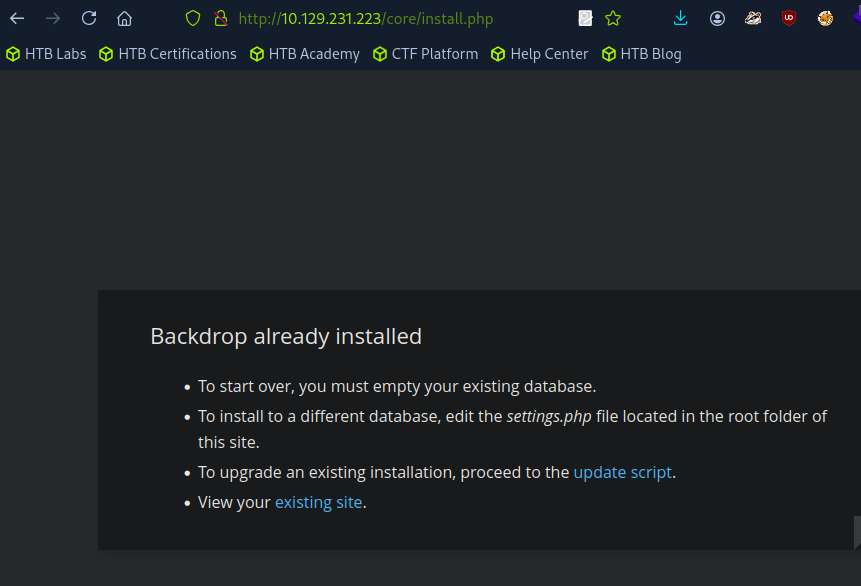 http://10.129.231.223/core/install.php
HTB Labs HTB Certifications HTB Academy CTF Platform Help Center HTB Blog
Backdrop already installed
To start over, you must empty your existing database.
To install to a different database, edit the settings.php file located in the root folder of
this site.
To upgrade an existing installation, proceed to the update script.
View your existing site.